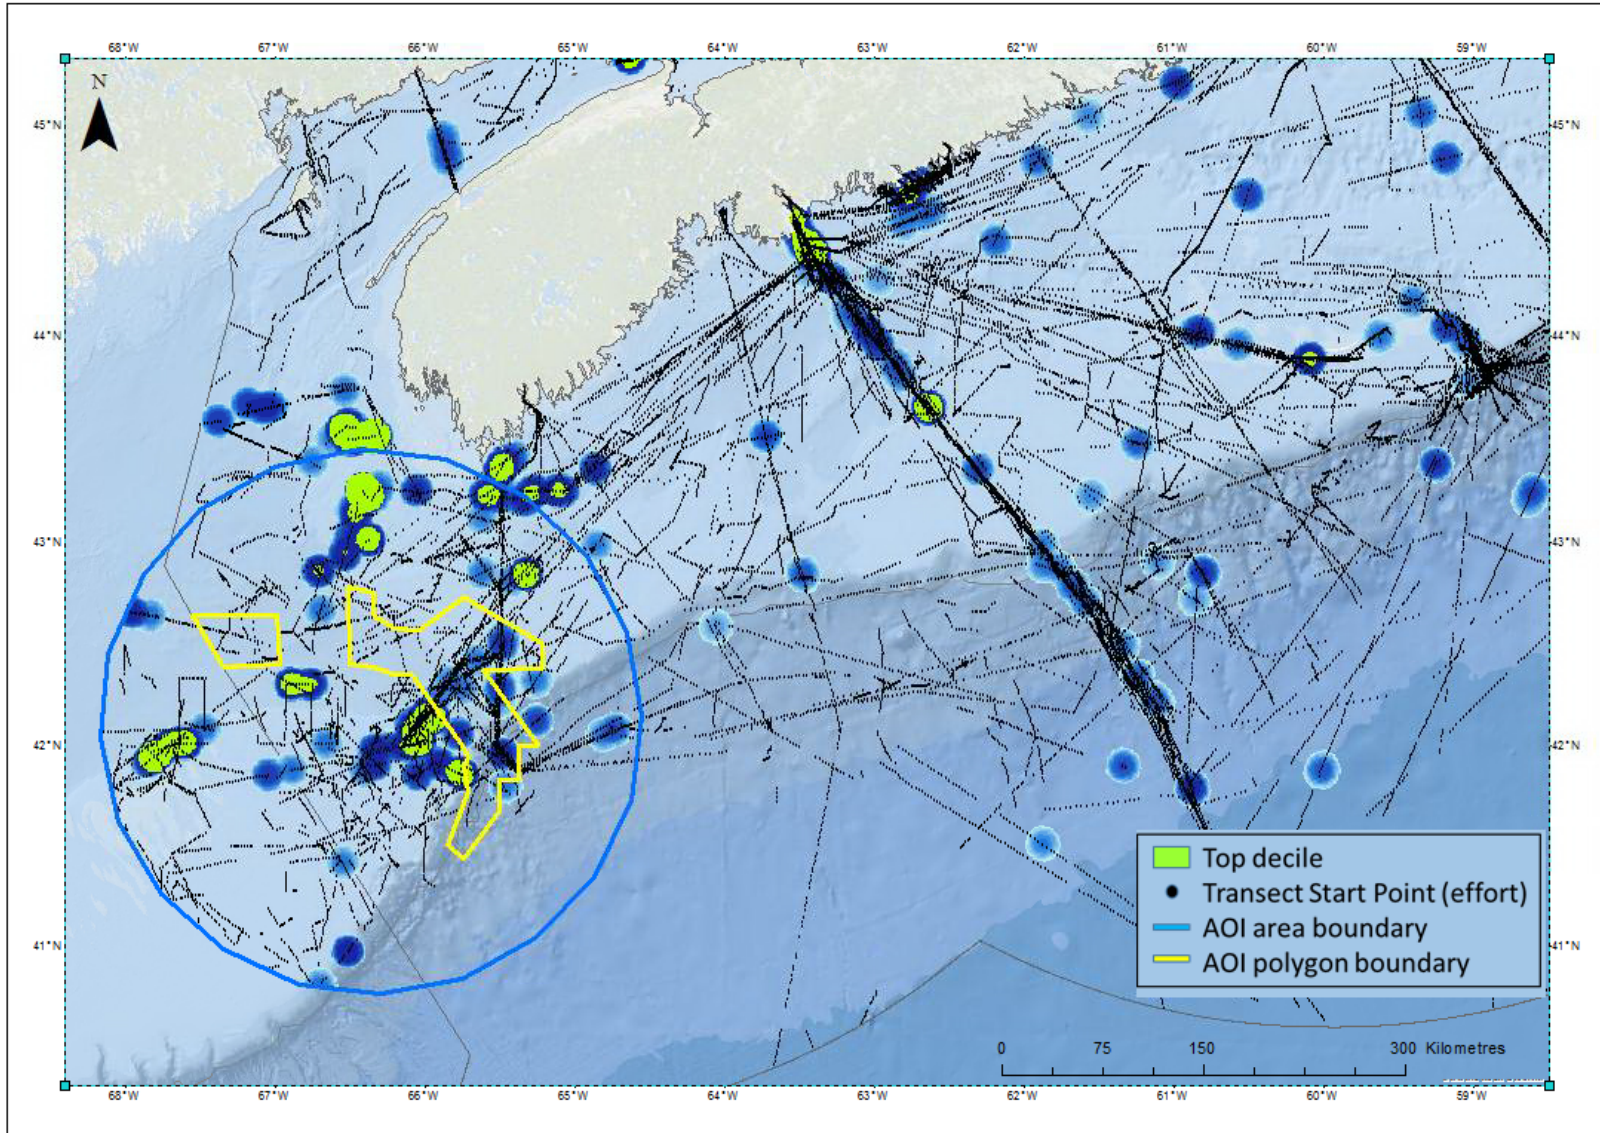 68°W 67°W 66°W 65°W 64°W 63°W 62°W 61°W 60°W 59°W
N
45°N 45°N
44°N 44°N
43°N 43°N
42°N 42°N
41°N 41°N
Top decile
Transect Start Point (effort)
AOI area boundary
AOI polygon boundary
0 75 150 300 Kilometres
68°W 67°W 66°W 65°W 64°W 63°W 62°W 61°W 60°W 59°W